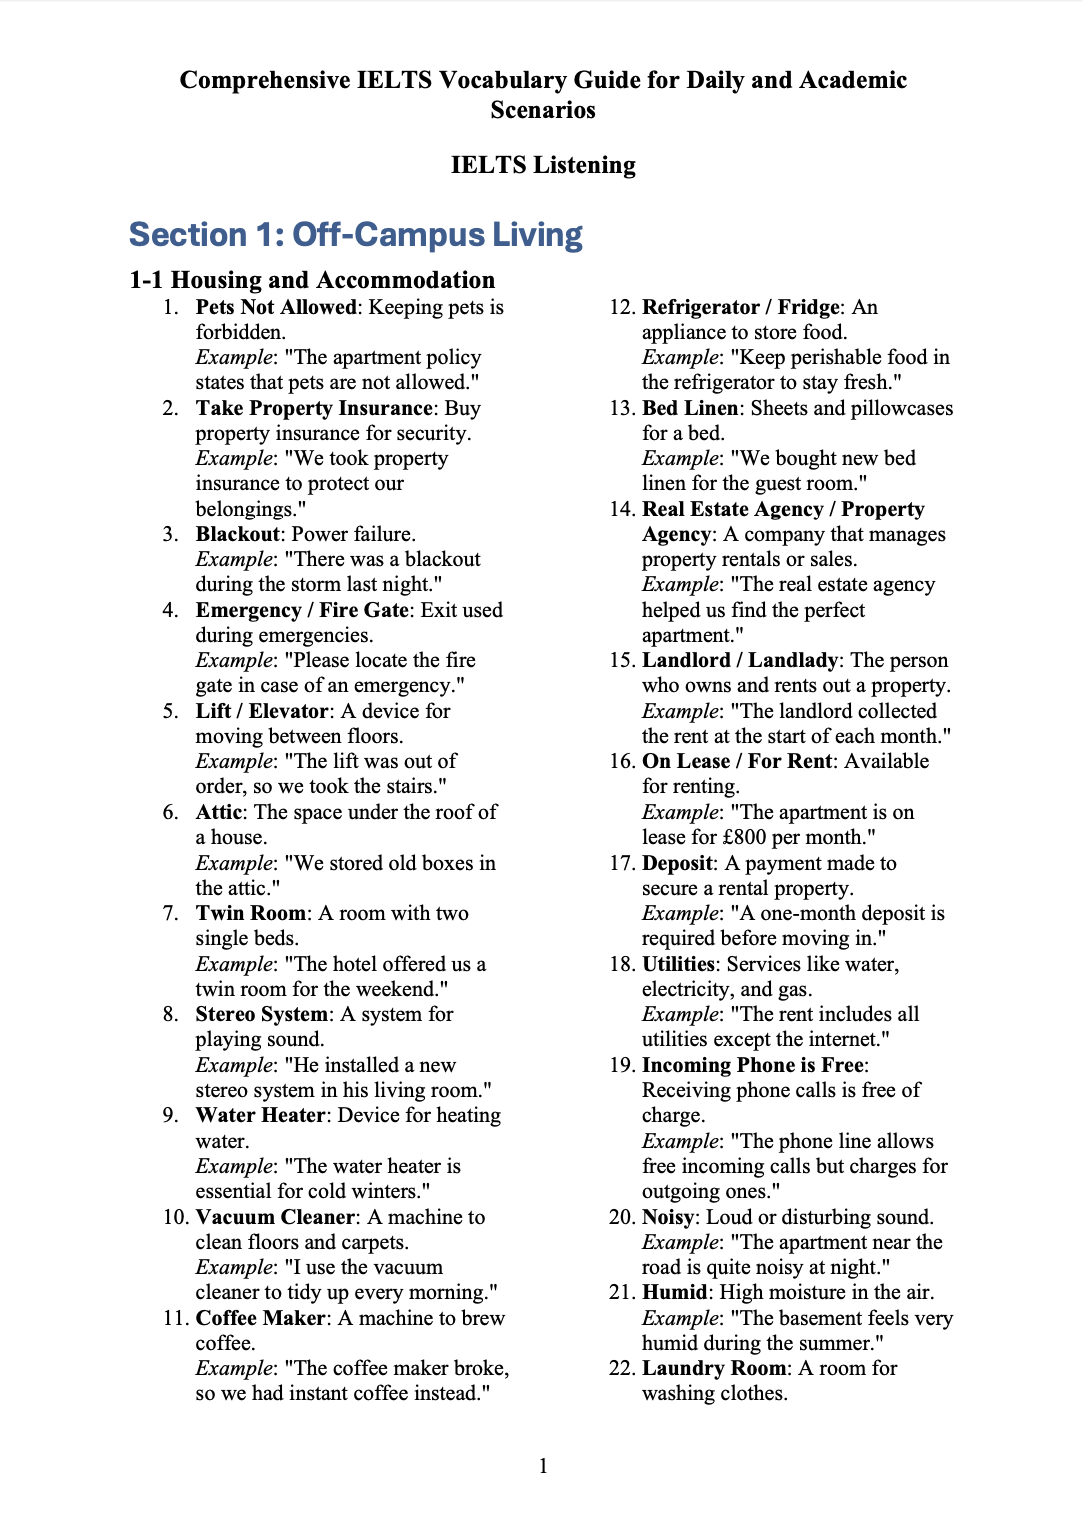 Comprehensive IELTS Vocabulary Guide for Daily and Academic
Scenarios
IELTS Listening
Section 1: Off-Campus Living
1-1 Housing and Accommodation
1. Pets Not Allowed: Keeping pets is
forbidden.
Example: "The apartment policy
states that pets are not allowed."
2. Take Property Insurance: Buy
property insurance for security.
Example: "We took property
insurance to protect our
belongings."
3. Blackout: Power failure.
Example: "There was a blackout
during the storm last night."
4. Emergency / Fire Gate: Exit used
during emergencies.
Example: "Please locate the fire
gate in case of an emergency."
5. Lift / Elevator: A device for
moving between floors.
Example: "The lift was out of
order, so we took the stairs."
6. Attic: The space under the roof of
a house.
Example: "We stored old boxes in
the attic."
7. Twin Room: A room with two
single beds.
Example: "The hotel offered us a
twin room for the weekend."
8. Stereo System: A system for
playing sound.
Example: "He installed a new
stereo system in his living room."
9. Water Heater: Device for heating
water.
Example: "The water heater is
essential for cold winters."
10. Vacuum Cleaner: A machine to
clean floors and carpets.
Example: "I use the vacuum
cleaner to tidy up every morning."
11. Coffee Maker: A machine to brew
coffee.
Example: "The coffee maker broke,
so we had instant coffee instead."
12. Refrigerator / Fridge: An
appliance to store food.
Example: "Keep perishable food in
the refrigerator to stay fresh."
13. Bed Linen: Sheets and pillowcases
for a bed.
Example: "We bought new bed
linen for the guest room."
14. Real Estate Agency / Property
Agency: A company that manages
property rentals or sales.
Example: "The real estate agency
helped us find the perfect
apartment."
15. Landlord / Landlady: The person
who owns and rents out a property.
Example: "The landlord collected
the rent at the start of each month."
16. On Lease / For Rent: Available
for renting.
Example: "The apartment is on
lease for £800 per month."
17. Deposit: A payment made to
secure a rental property.
Example: "A one-month deposit is
required before moving in."
18. Utilities: Services like water,
electricity, and gas.
Example: "The rent includes all
utilities except the internet."
19. Incoming Phone is Free:
Receiving phone calls is free of
charge.
Example: "The phone line allows
free incoming calls but charges for
outgoing ones."
20. Noisy: Loud or disturbing sound.
Example: "The apartment near the
road is quite noisy at night."
21. Humid: High moisture in the air.
Example: "The basement feels very
humid during the summer."
22. Laundry Room: A room for
washing clothes.
1